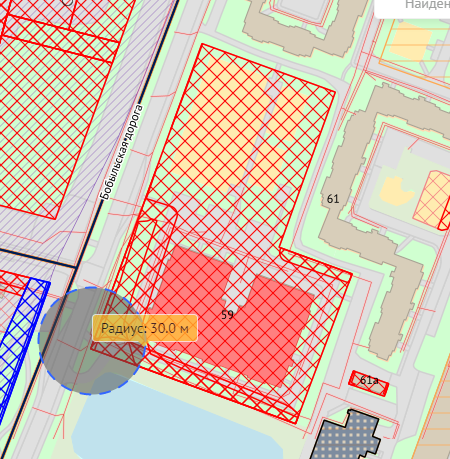 Найден
Бобыльская дорога
61
59
Радиус: 30.0 м
61а